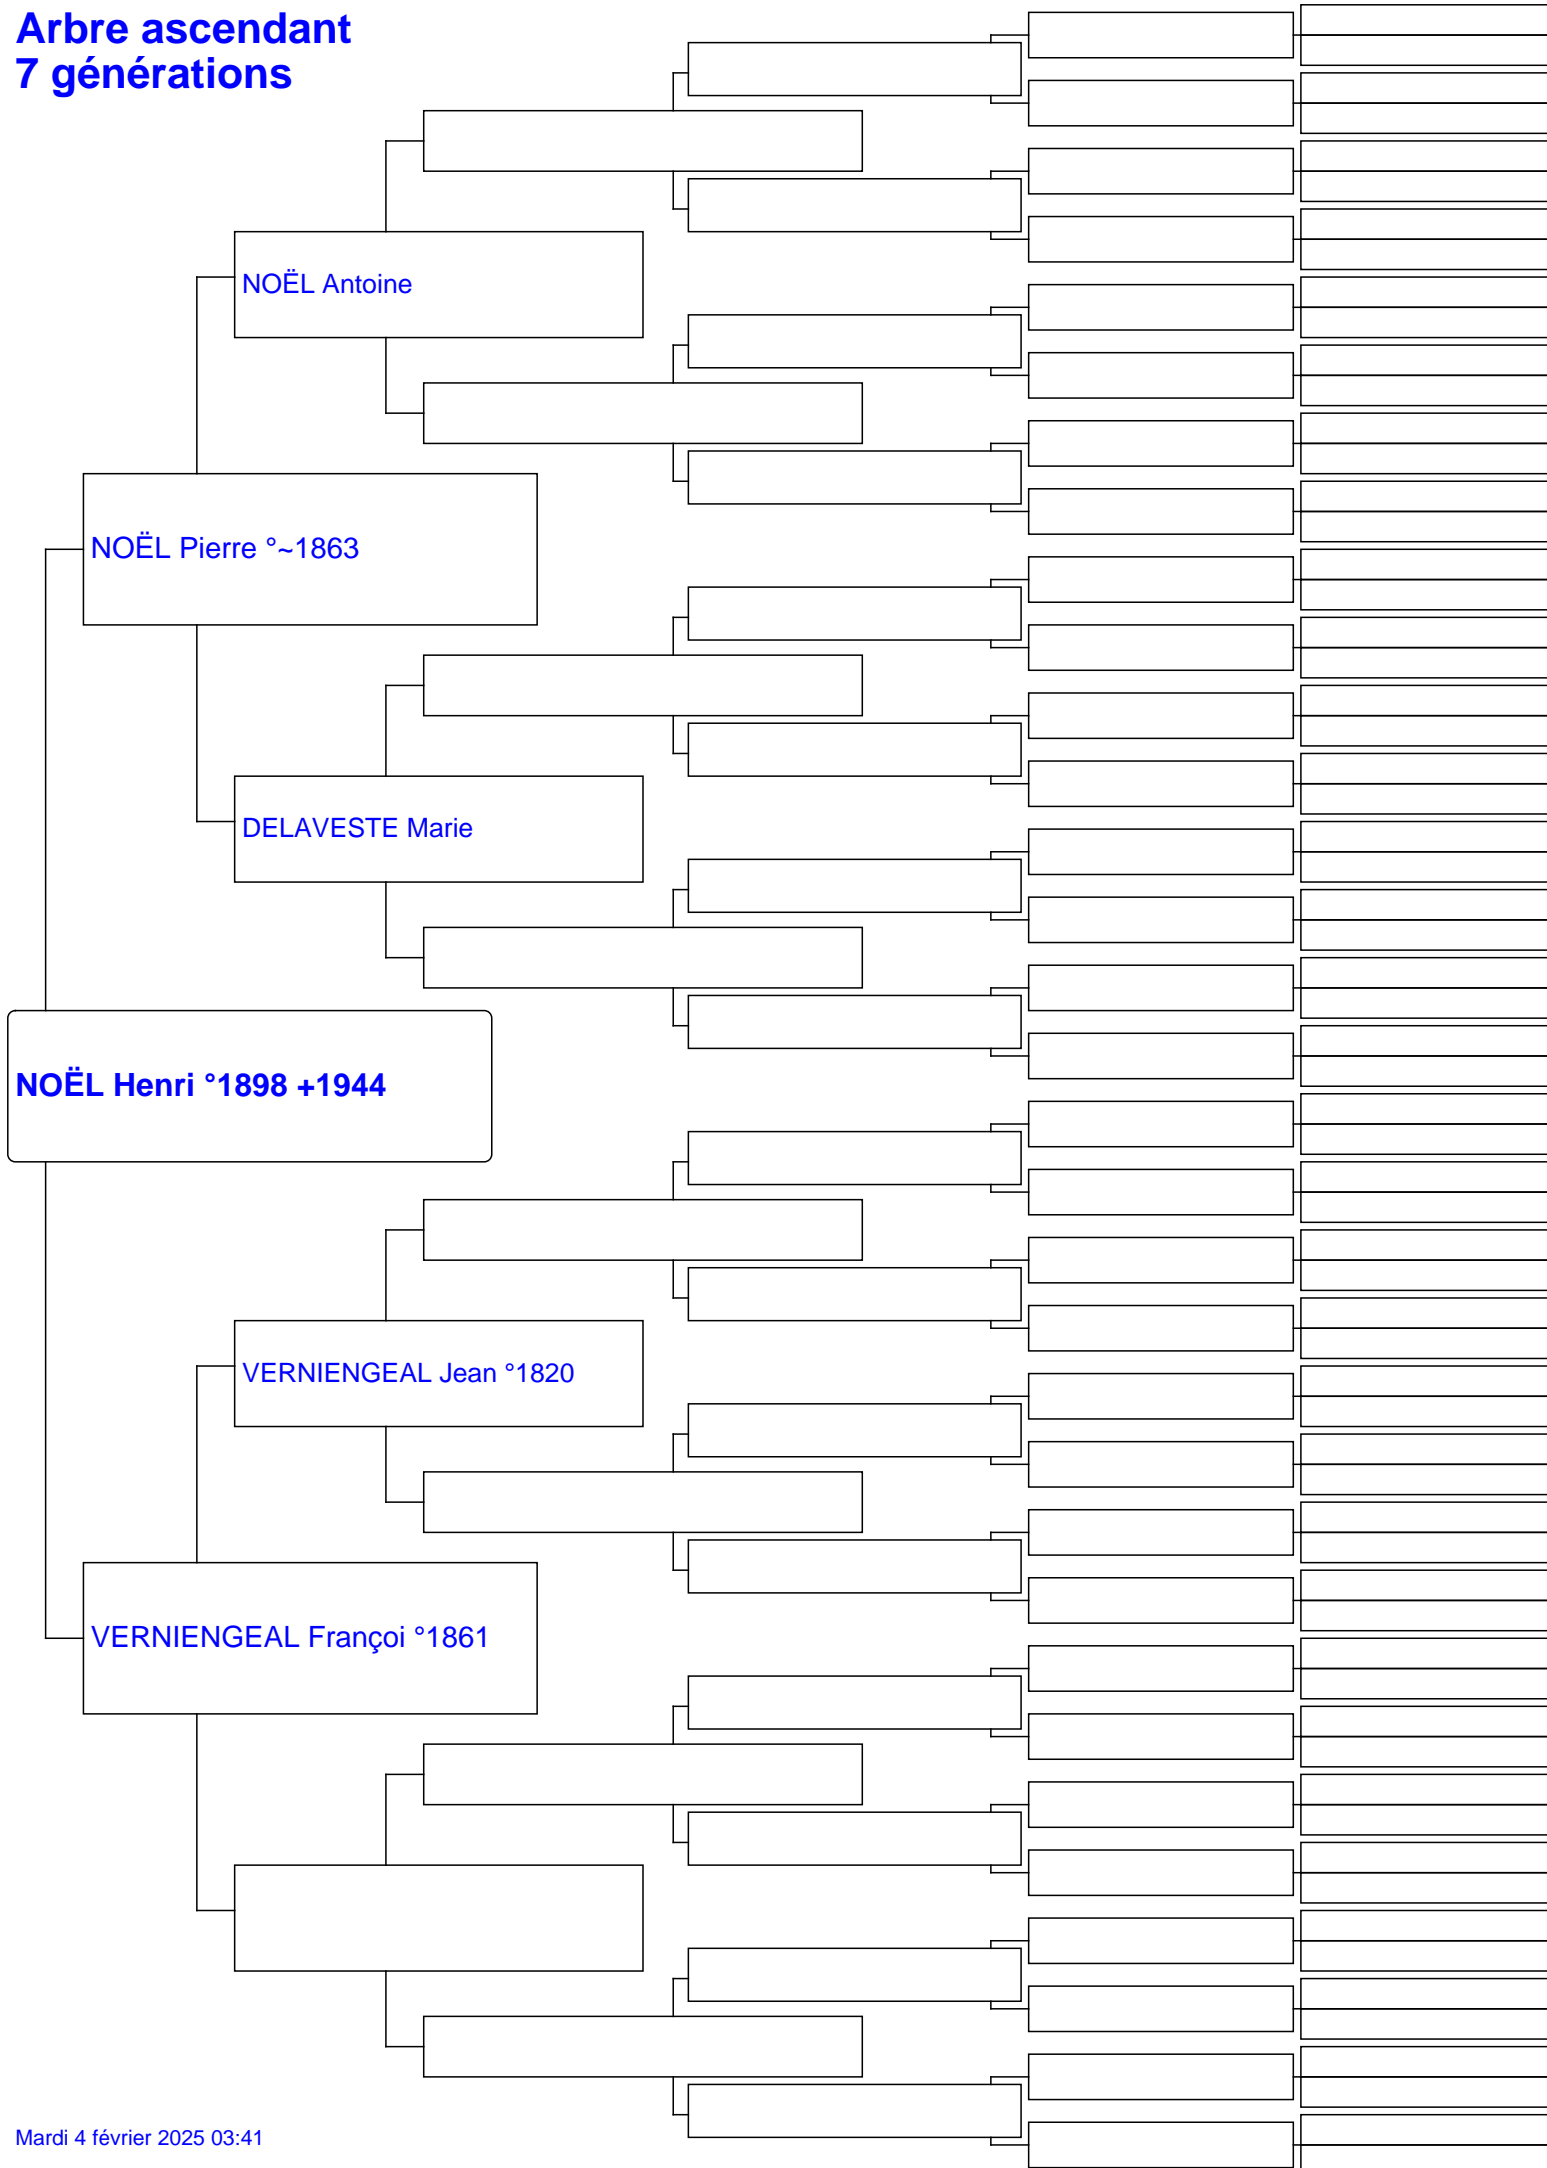 Arbre ascendant
7 générations
NOËL Antoine
NOËL Pierre °~1863
DELAVESTE Marie
NOËL Henri °1898 +1944
VERNIENGEAL Jean °1820
VERNIENGEAL Françoi °1861
Mardi 4 février 2025 03:41